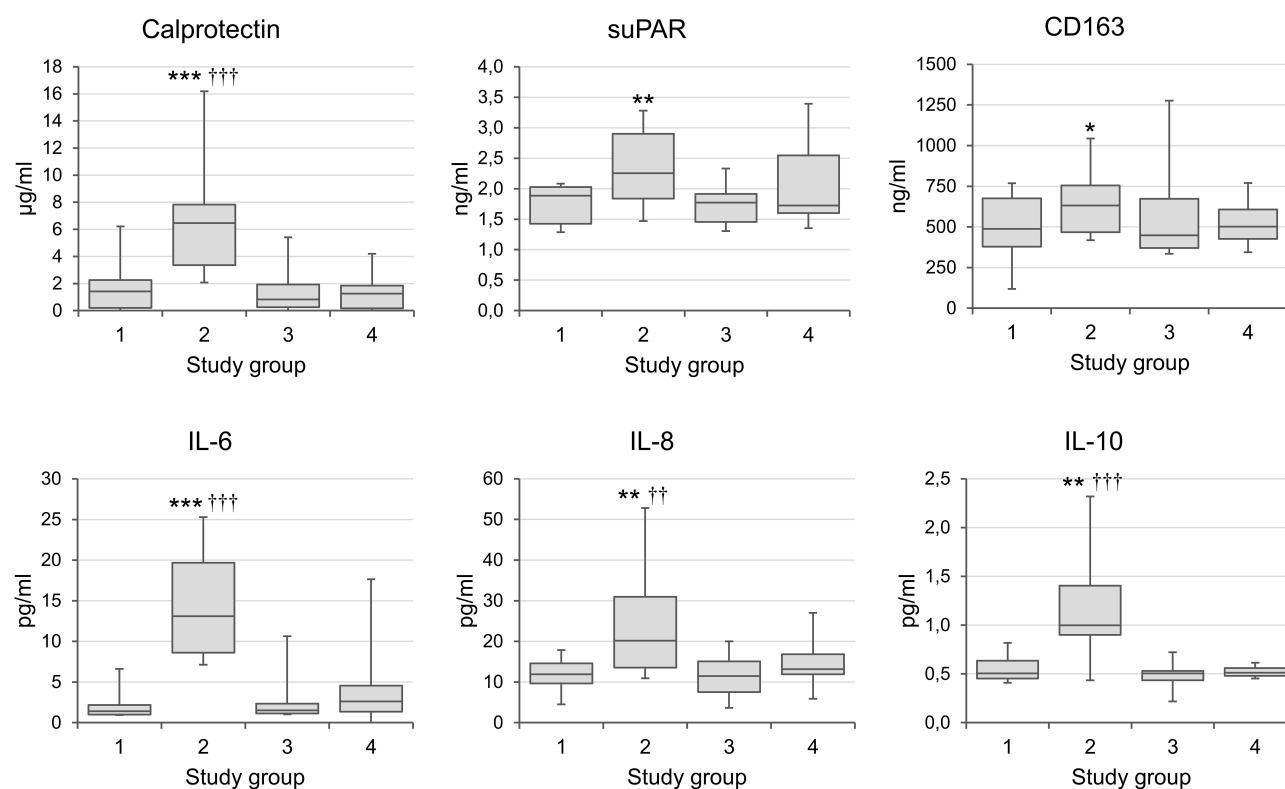 Calprotectin
18
16
14
12
10
8
6
4
2
0
µg/ml
*** †††
1 2 3 4
Study group
suPAR
4,0
3,5
3,0
2,5
2,0
1,5
1,0
0,5
0,0
ng/ml
**
1 2 3 4
Study group
CD163
1500
1250
1000
750
500
250
0
ng/ml
*
1 2 3 4
Study group
IL-6
30
25
20
15
10
5
0
pg/ml
*** †††
1 2 3 4
Study group
IL-8
60
50
40
30
20
10
0
pg/ml
** ††
1 2 3 4
Study group
IL-10
2,5
2,0
1,5
1,0
0,5
0,0
pg/ml
** †††
1 2 3 4
Study group